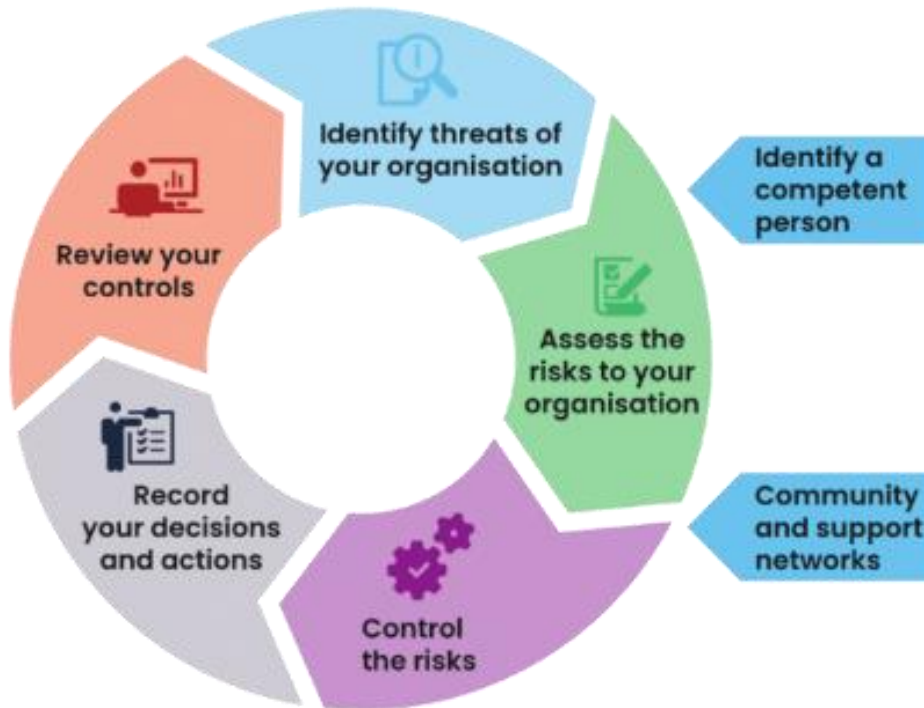 Identify threats of
your organisation
Identify a
competent
person
Assess the
risks to your
organisation
Community
and support
networks
Control
the risks
Record
your decisions
and actions
Review your
controls